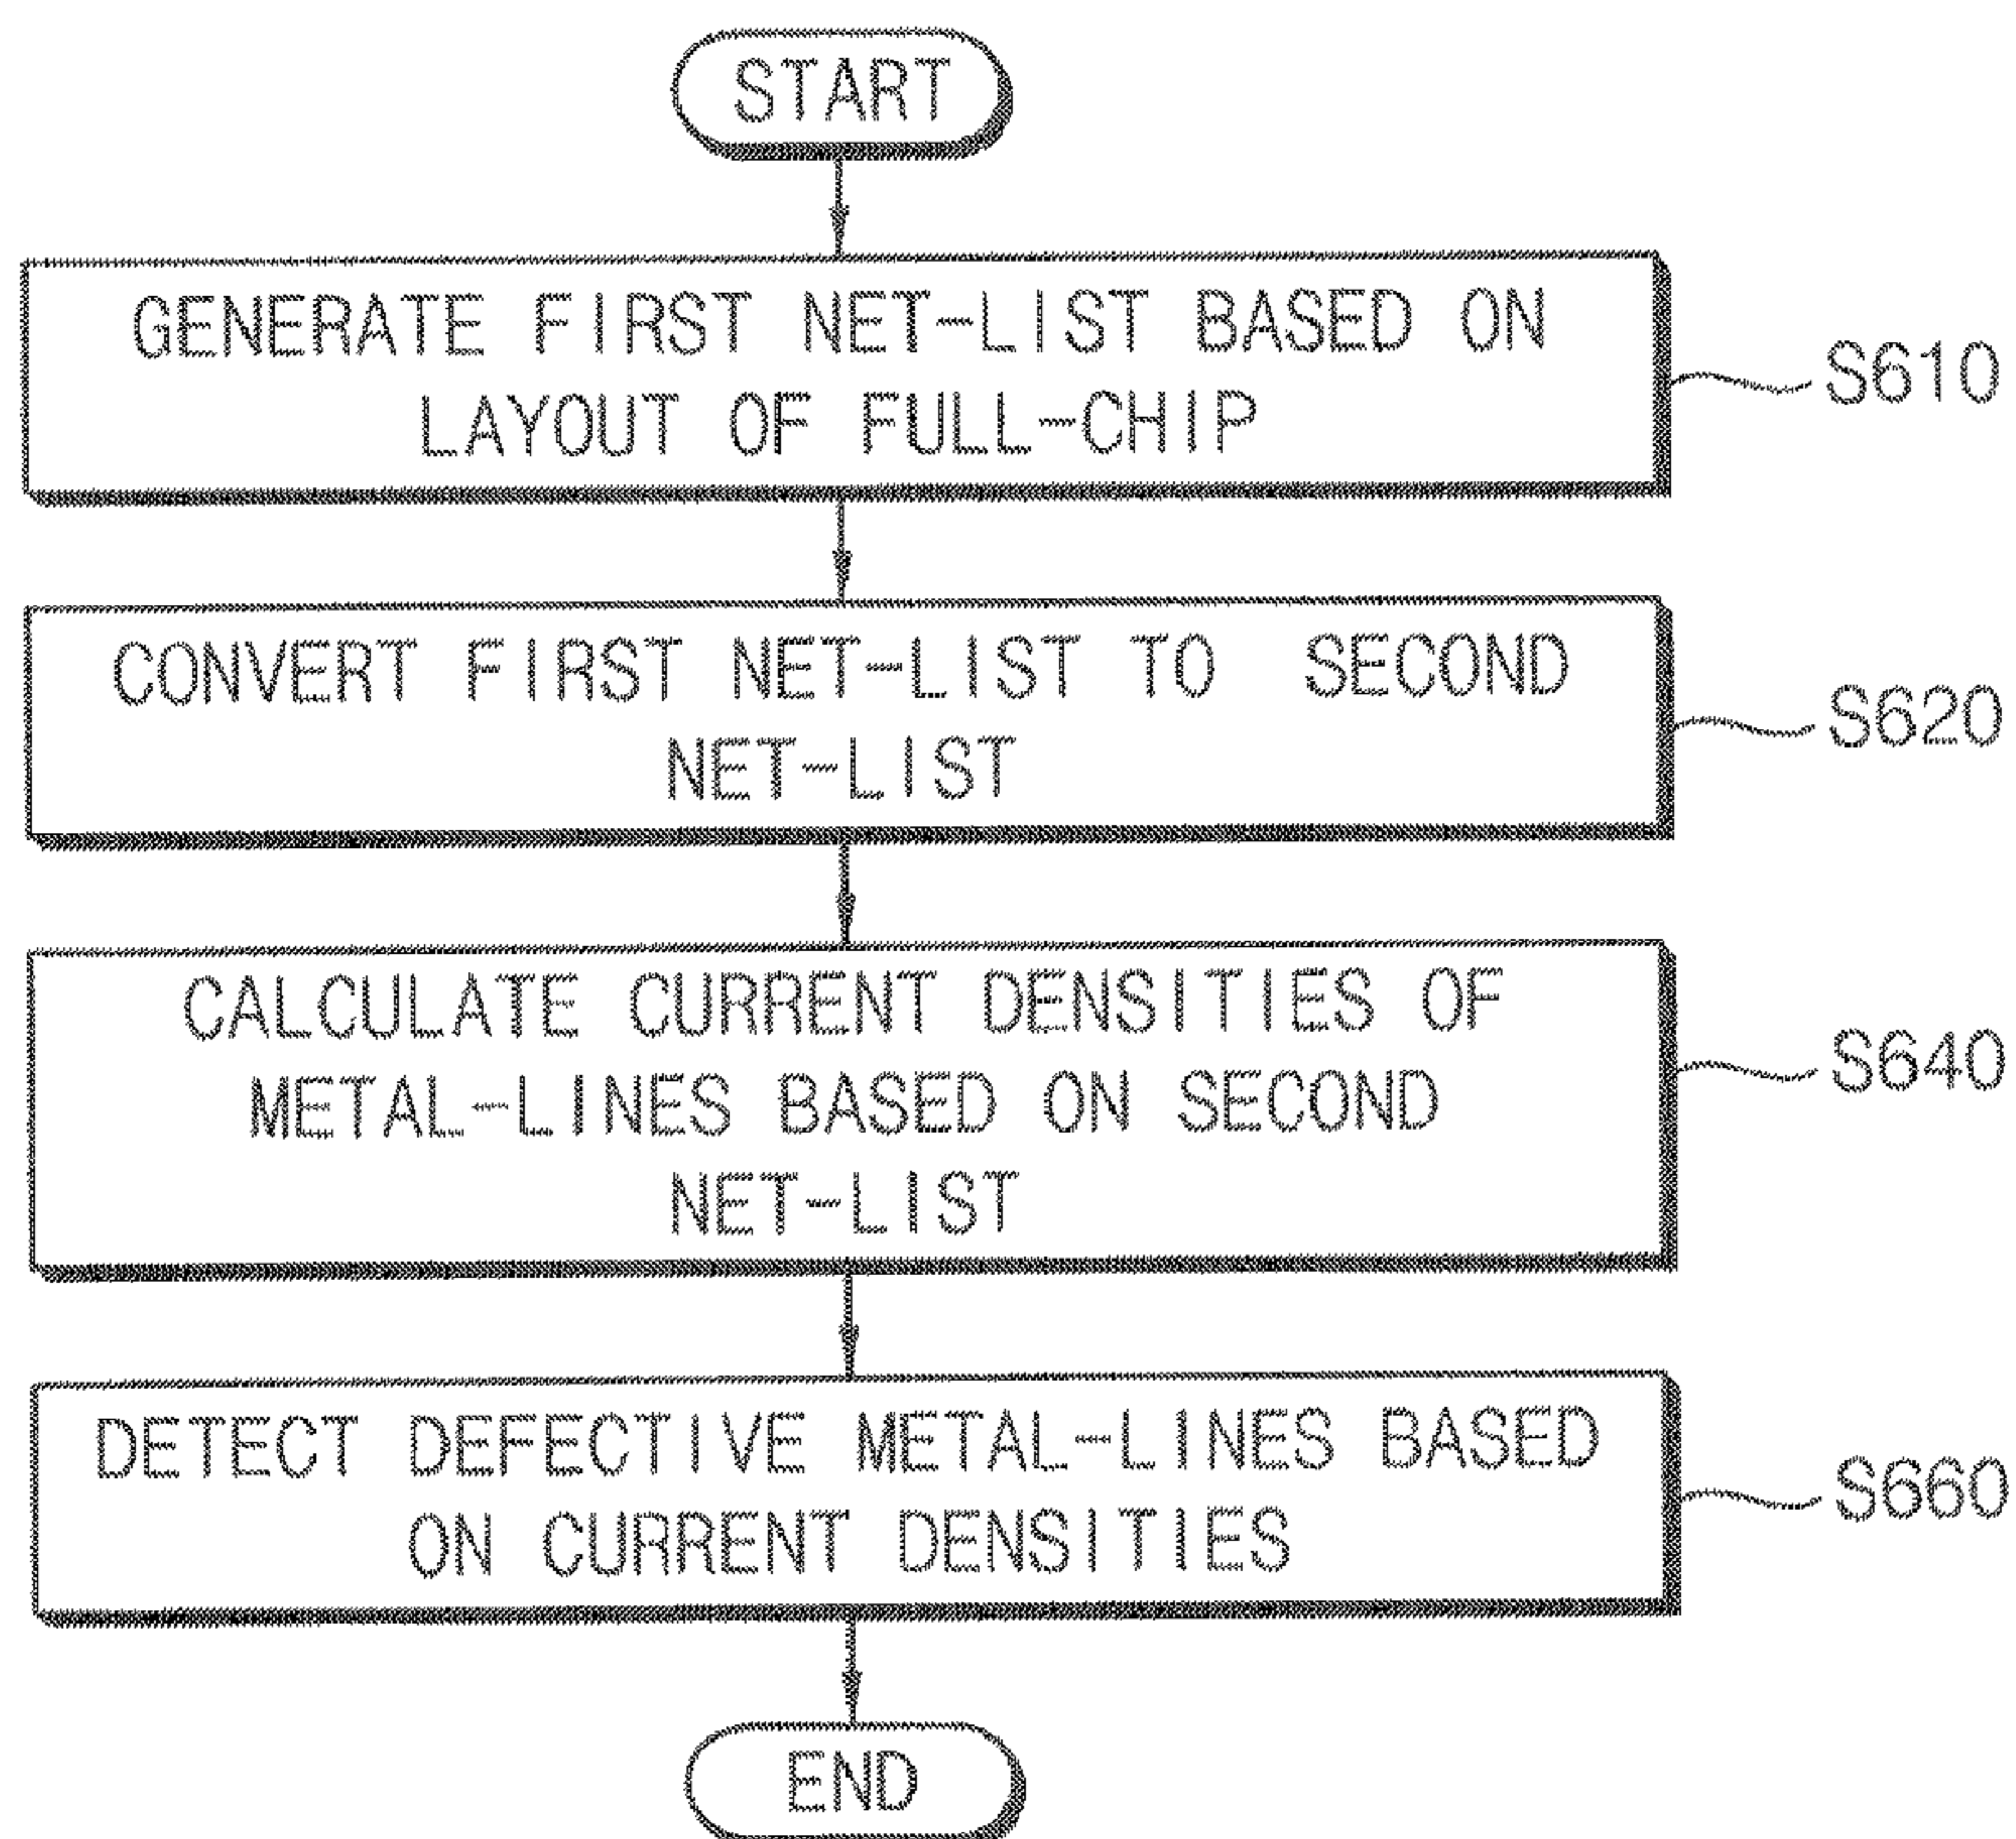 START
GENERATE FIRST NET-LIST BASED ON
LAYOUT OF FULL-CHIP
S610
CONVERT FIRST NET-LIST TO SECOND
NET-LIST
S620
CALCULATE CURRENT DENSITIES OF
METAL-LINES BASED ON SECOND
NET-LIST
S640
DETECT DEFECTIVE METAL-LINES BASED
ON CURRENT DENSITIES
S660
END